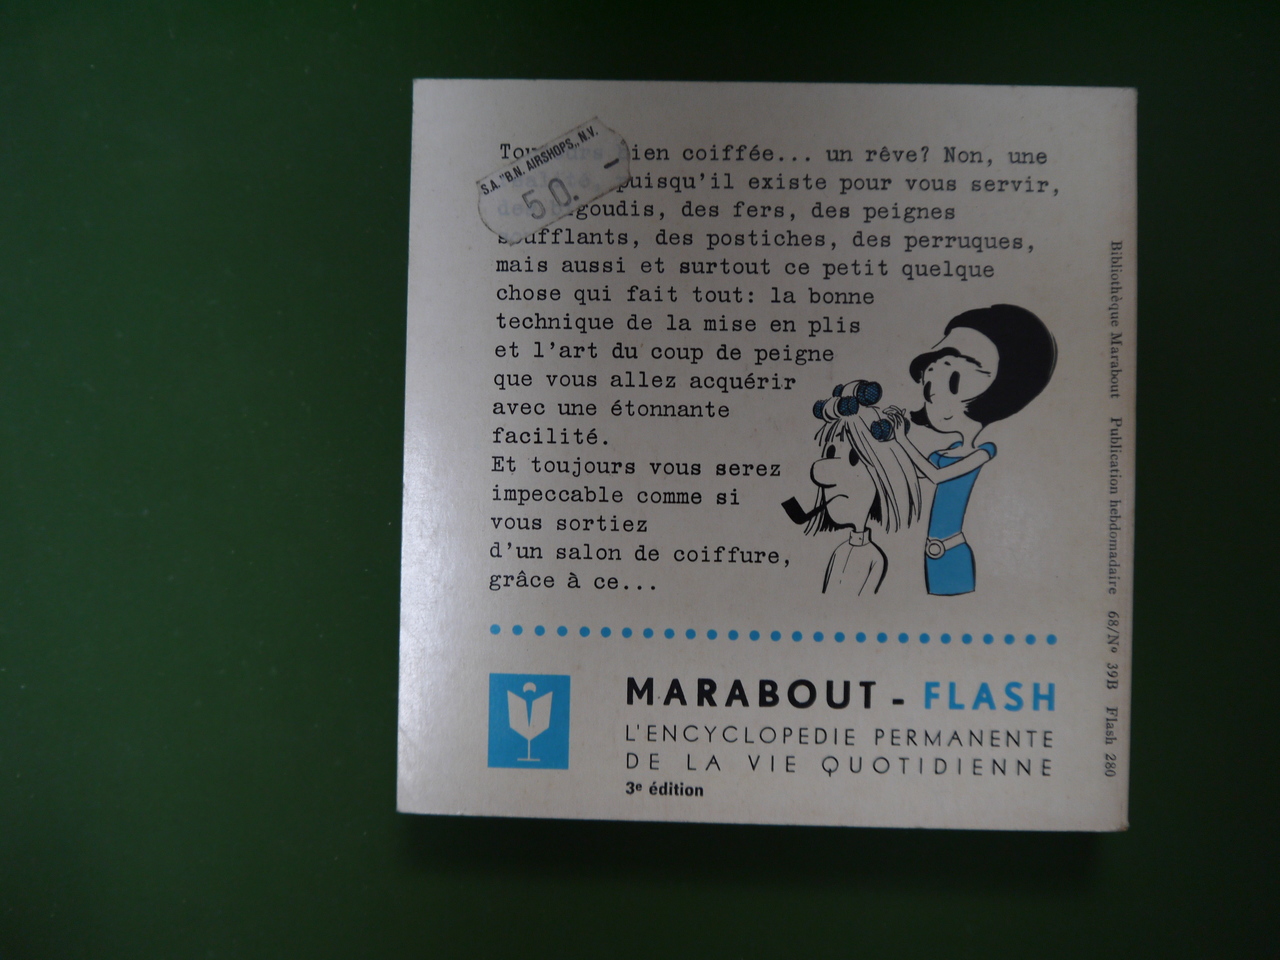 S.A. "B.N. AIRSHOPS„ N.V.
50.-
bien coiffée... un rêve? Non, une
puisqu'il existe pour vous servir,
des bigoudis, des fers, des peignes
soufflants, des postiches, des perruques,
mais aussi et surtout ce petit quelque
chose qui fait tout: la bonne
technique de la mise en plis
et l'art du coup de peigne
que vous allez acquérir
avec une étonnante
facilité.
Et toujours vous serez
impeccable comme si
vous sortiez
d'un salon de coiffure,
grâce à ce...
MARABOUT - FLASH
L'ENCYCLOPEDIE PERMANENTE
DE LA VIE QUOTIDIENNE
3e édition
Bibliothèque Marabout Publication hebdomadaire 68/Nº 39B Flash 280